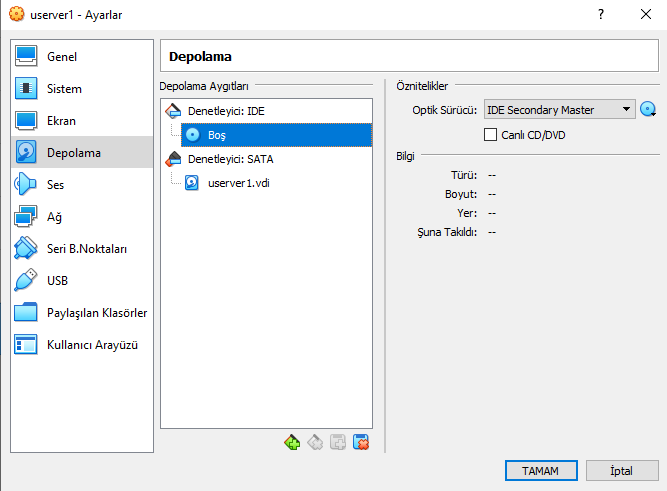 userver1 - Ayarlar
?
Genel
Sistem
Ekran
Depolama
Ses
Ağ
Seri B.Noktaları
USB
Paylaşılan Klasörler
Kullanıcı Arayüzü
Depolama
Depolama Aygıtları
Denetleyici: IDE
Boş
Denetleyici: SATA
userver1.vdi
Öznitelikler
Optik Sürücü: IDE Secondary Master
Canlı CD/DVD
Bilgi
Türü: --
Boyut: --
Yer: --
Şuna Takıldı: --
TAMAM
İptal